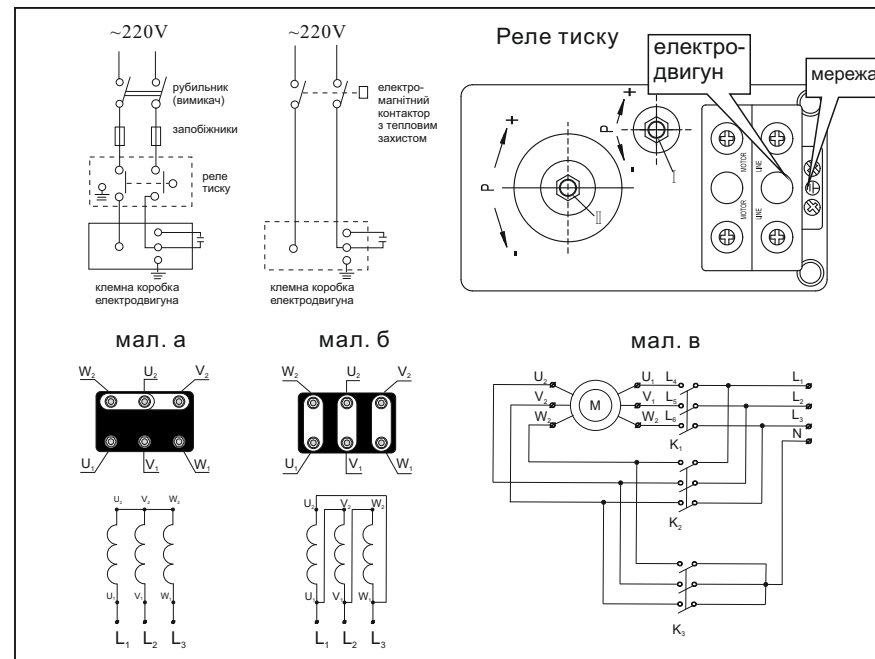 ~220V
~220V
Реле тиску
електро-
двигун
мережа
рубильник
(вимикач)
запобіжники
реле
тиску
електро-
магнітний
контактор
з тепловим
захистом
клемна коробка
електродвигуна
клемна коробка
електродвигуна
+
P
-
II
+
P
-
I
MOTOR
MOTOR
LINE
LINE
мал. а
W₂
U₂
V₂
U₁
V₁
W₁
U₂
V₂
W₂
U₁
V₁
W₁
L₁
L₂
L₃
мал. б
W₂
U₂
V₂
U₁
V₁
W₁
U₂
V₂
W₂
U₁
V₁
W₁
L₁
L₂
L₃
мал. в
U₂
V₂
W₂
M
U₁
V₁
W₂
L₄
L₅
L₆
K₁
L₁
L₂
L₃
N
K₂
K₃